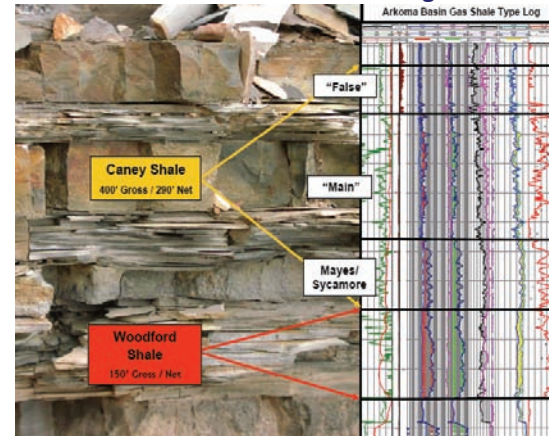 Arkoma Basin Gas Shale Type Log
"False"
Caney Shale
400' Gross / 290' Net
"Main"
Mayes/
Sycamore
Woodford
Shale
150' Gross / Net